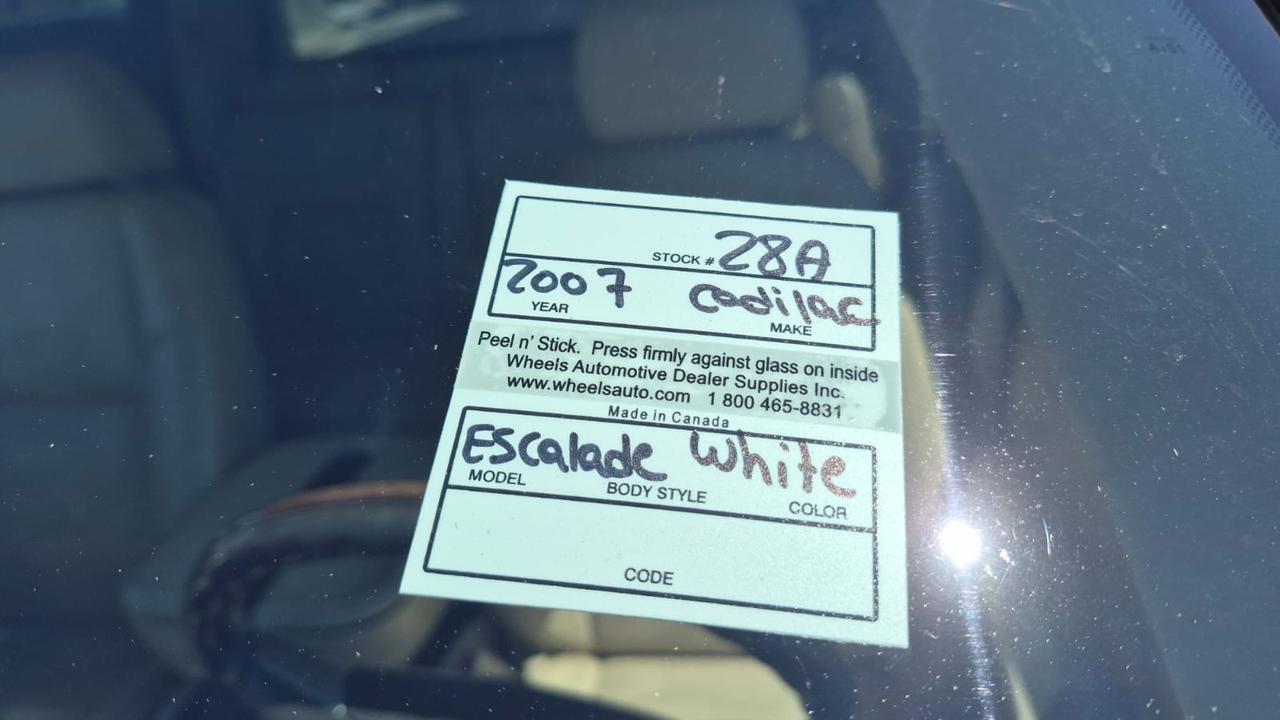 STOCK # 28A
2007 Cadilac
YEAR MAKE
Peel n' Stick. Press firmly against glass on inside
Wheels Automotive Dealer Supplies Inc.
www.wheelsauto.com 1 800 465-8831
Made in Canada
Escalade White
MODEL BODY STYLE COLOR
CODE